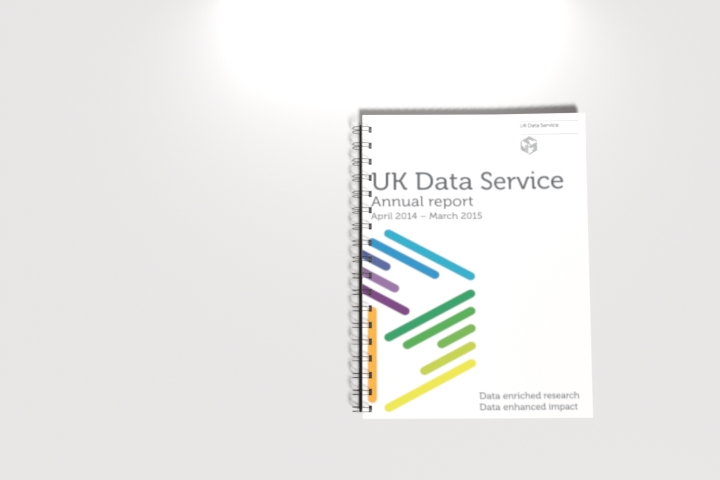 UK Data Service
UK Data Service
Annual report
April 2014 – March 2015
Data enriched research
Data enhanced impact